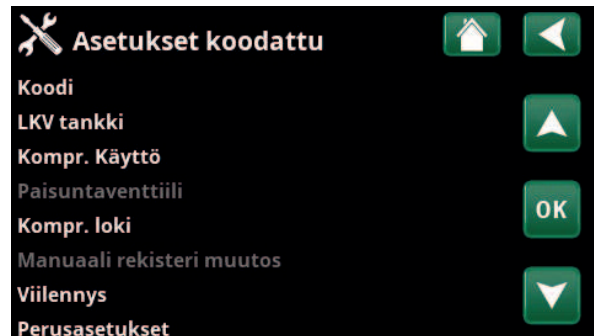 Asetukset koodattu
Koodi
LKV tankki
Kompr. Käyttö
Paisuntaventtiili
Kompr. loki
OK
Manuaali rekisteri muutos
Viilennys
Perusasetukset